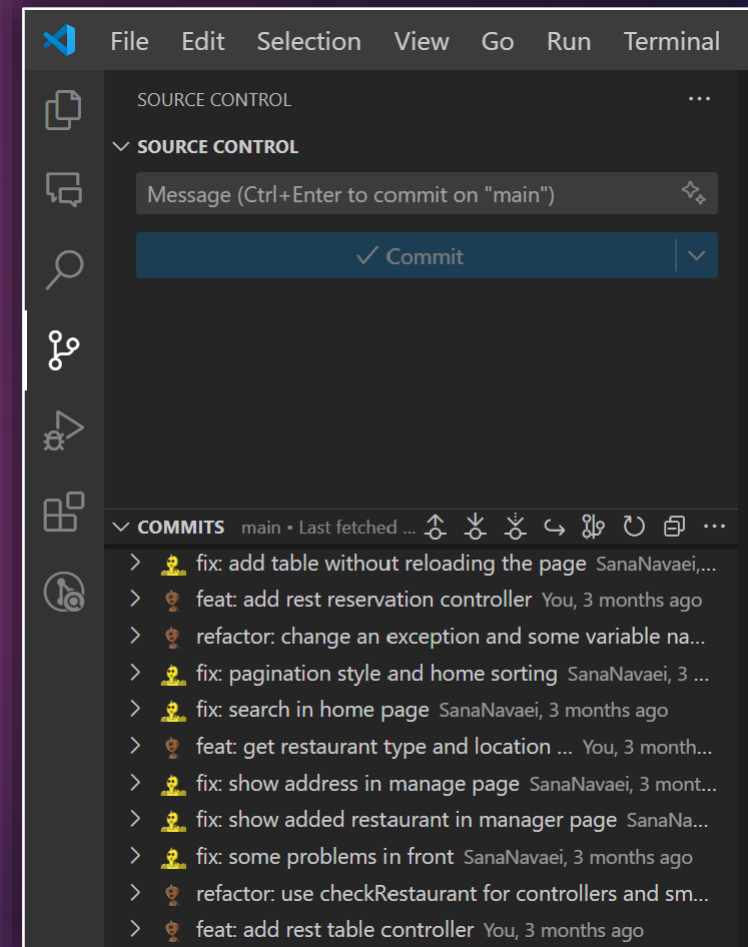 File Edit Selection View Go Run Terminal
SOURCE CONTROL ...
SOURCE CONTROL
Message (Ctrl+Enter to commit on "main")
Commit
COMMITS main • Last fetched ... ...
fix: add table without reloading the page SanaNavaei,...
feat: add rest reservation controller You, 3 months ago
refactor: change an exception and some variable na...
fix: pagination style and home sorting SanaNavaei, 3 ...
fix: search in home page SanaNavaei, 3 months ago
feat: get restaurant type and location ... You, 3 month...
fix: show address in manage page SanaNavaei, 3 mont...
fix: show added restaurant in manager page SanaNa...
fix: some problems in front SanaNavaei, 3 months ago
refactor: use checkRestaurant for controllers and sm...
feat: add rest table controller You, 3 months ago